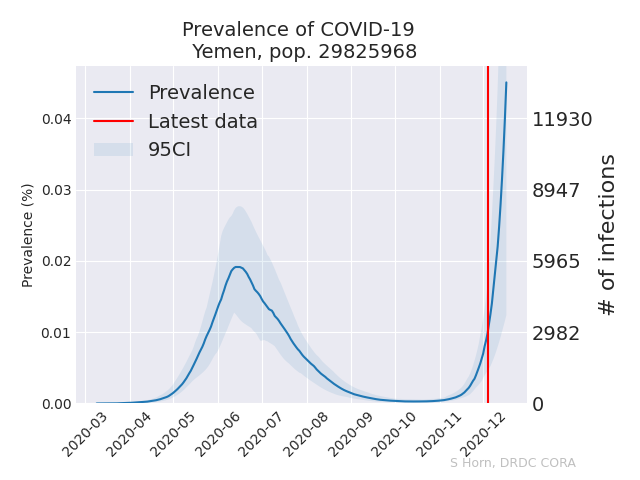 Prevalence of COVID-19
Yemen, pop. 29825968
Prevalence
Latest data
95CI
Prevalence (%)
0.04
0.03
0.02
0.01
0.00
11930
8947
5965
2982
0
# of infections
2020-03
2020-04
2020-05
2020-06
2020-07
2020-08
2020-09
2020-10
2020-11
2020-12
S Horn, DRDC CORA